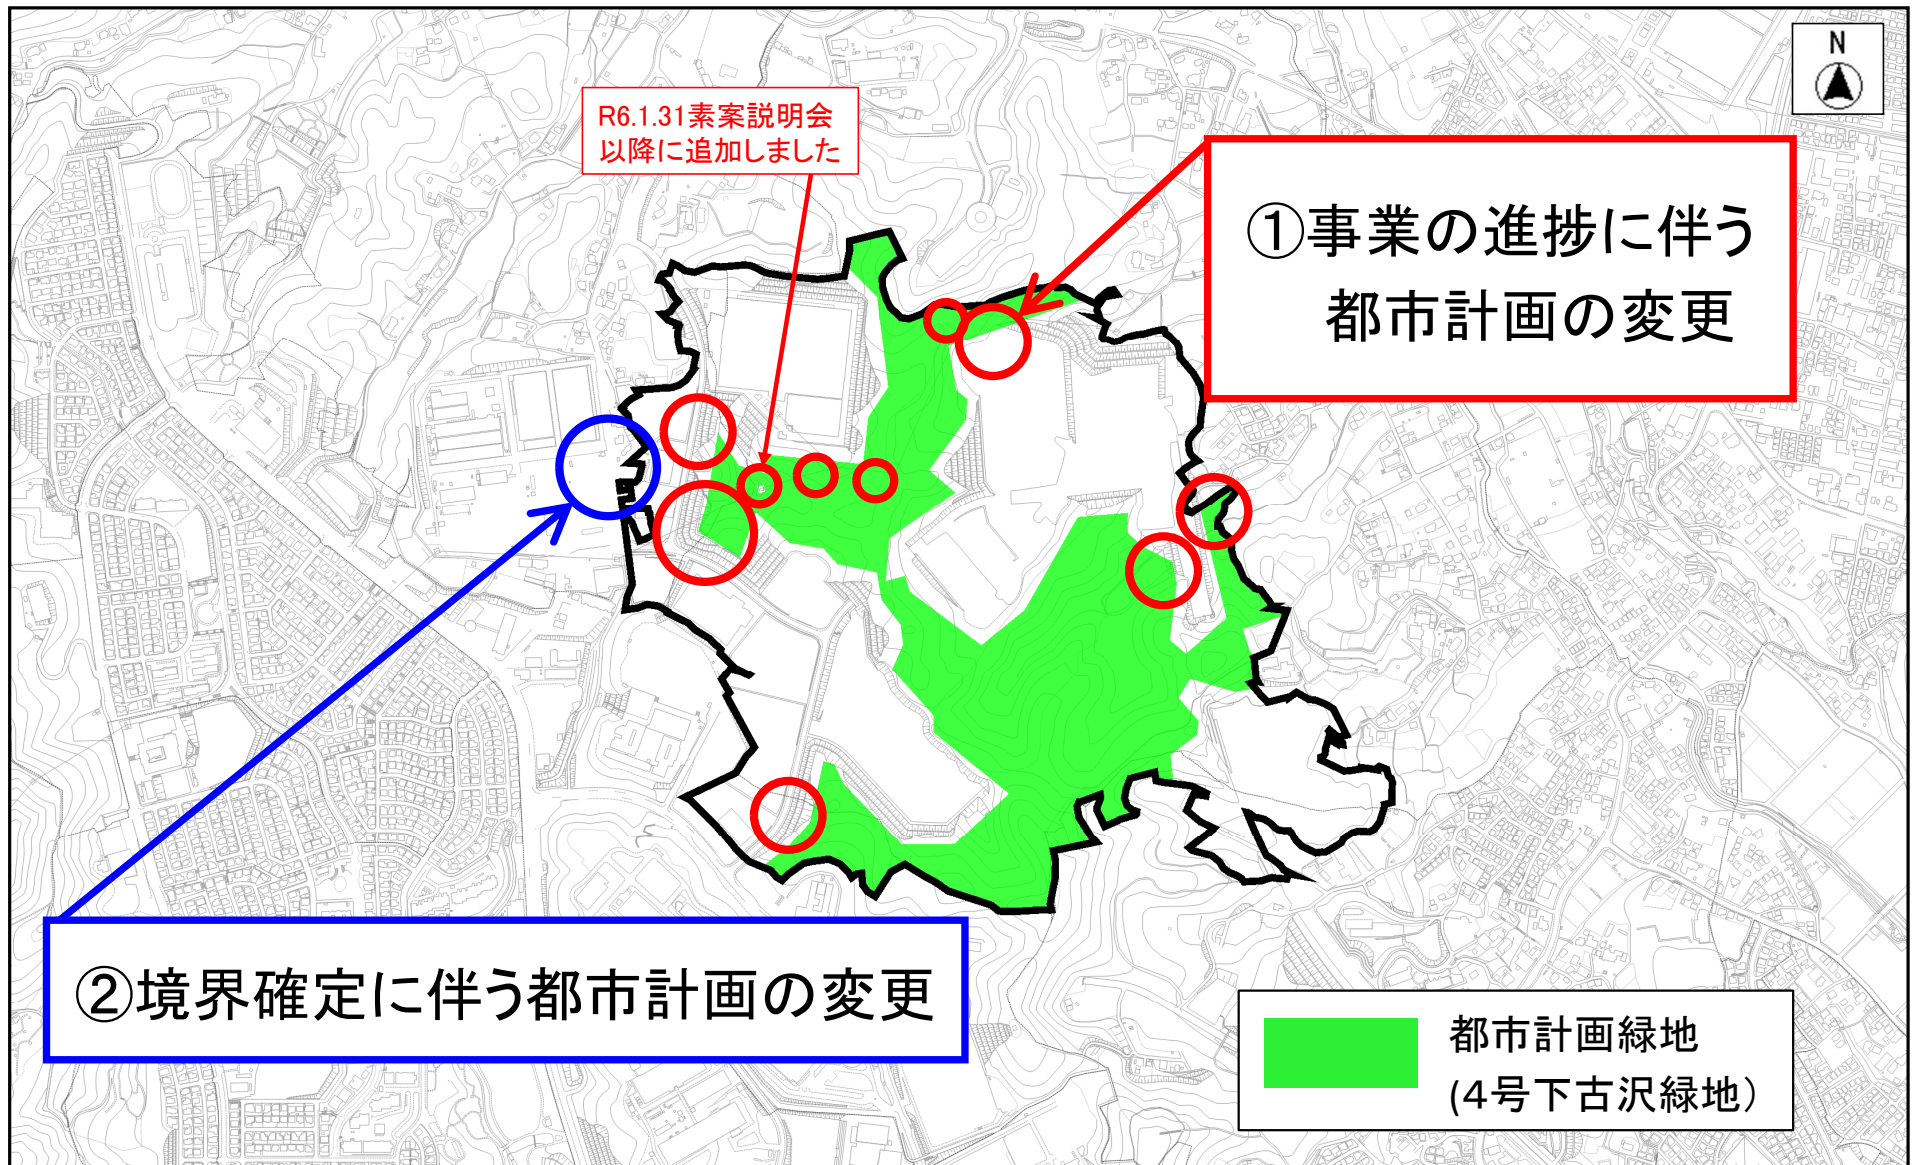 N
R6.1.31素案説明会
以降に追加しました
①事業の進捗に伴う
都市計画の変更
②境界確定に伴う都市計画の変更
都市計画緑地
(4号下古沢緑地)